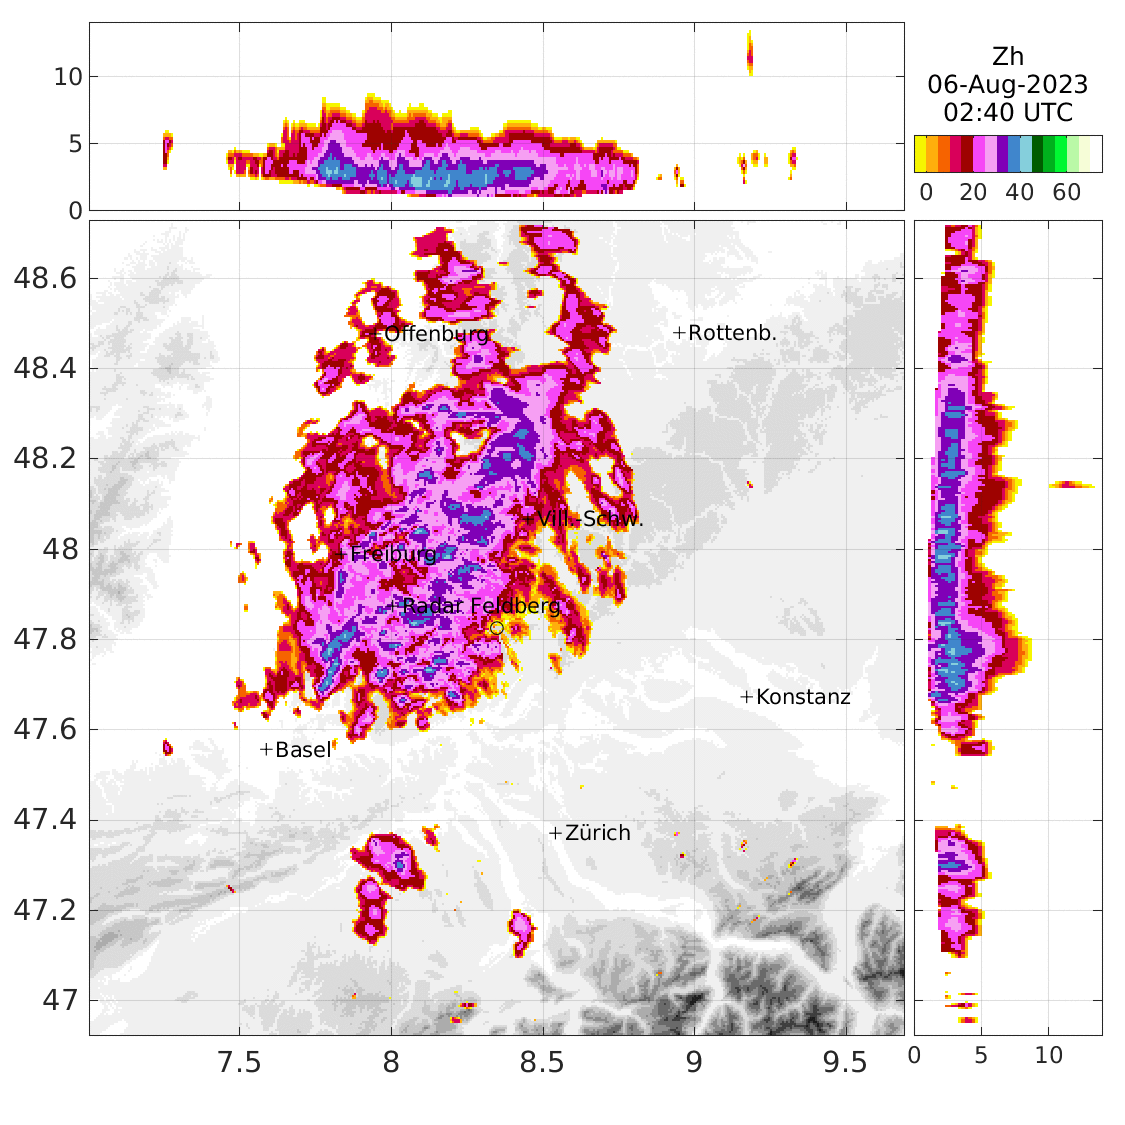 10
5
0
Zh
06-Aug-2023
02:40 UTC
0 20 40 60
48.6
48.4
48.2
48
47.8
47.6
47.4
47.2
47
+Offenburg
+Rottenb.
+Vill.-Schw.
+Freiburg
+Radar Feldberg
+Konstanz
+Basel
+Zürich
7.5 8 8.5 9 9.5
0 5 10